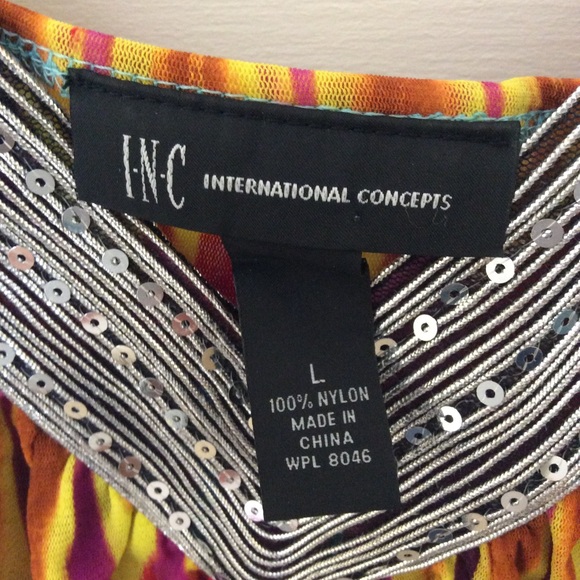 I·N·C INTERNATIONAL CONCEPTS
L
100% NYLON
MADE IN
CHINA
WPL 8046